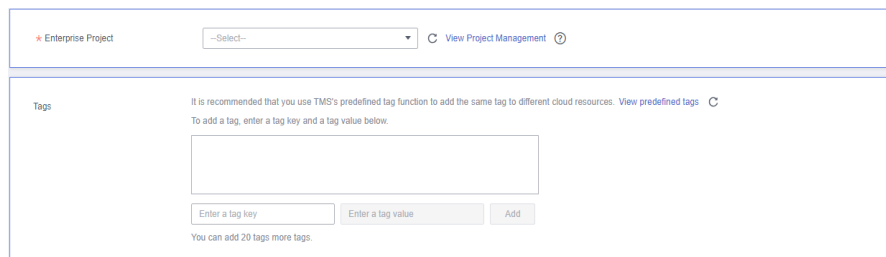 * Enterprise Project --Select-- View Project Management ?
Tags It is recommended that you use TMS's predefined tag function to add the same tag to different cloud resources. View predefined tags
To add a tag, enter a tag key and a tag value below.
Enter a tag key Enter a tag value Add
You can add 20 tags more tags.